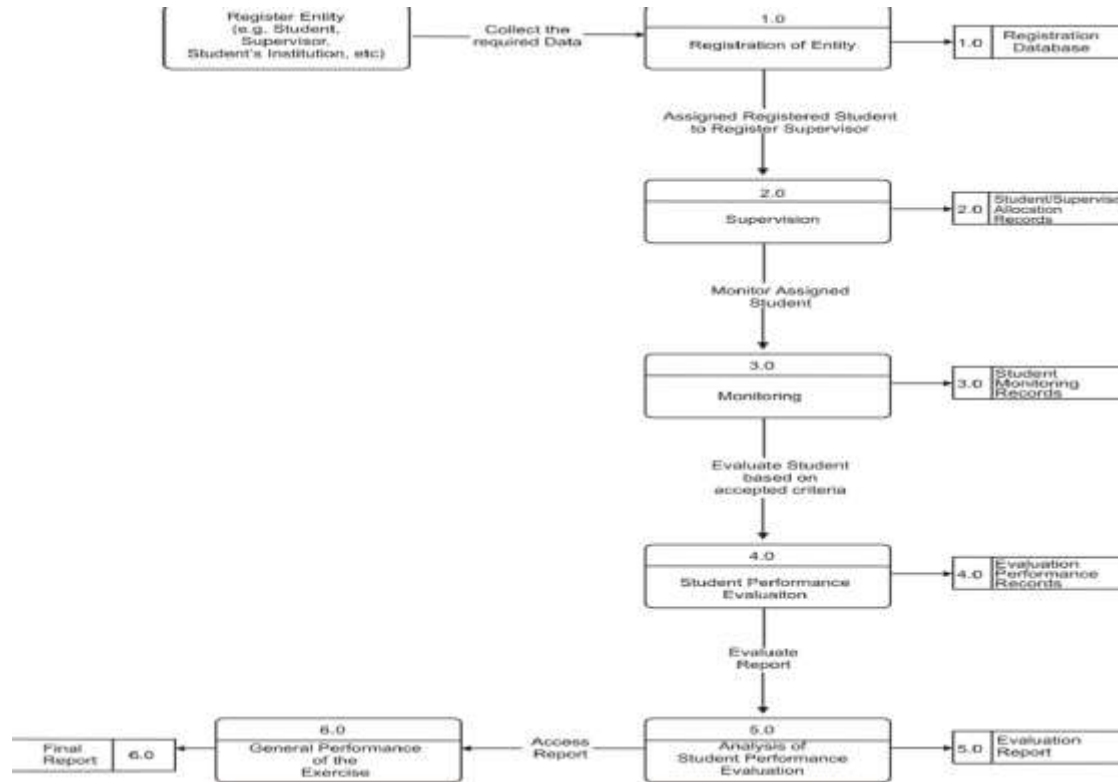 Register Entity
(e.g. Student,
Supervisor,
Student's Institution, etc)
Collect the
required Data
1.0
Registration of Entity
1.0
Registration
Database
Assigned Registered Student
to Register Supervisor
2.0
Supervision
2.0
Student/Superviso
Allocation
Records
Monitor Assigned
Student
3.0
Monitoring
3.0
Student
Monitoring
Records
Evaluate Student
based on
accepted criteria
4.0
Student Performance
Evaluaiton
4.0
Evaluation
Performance
Records
Evaluate
Report
5.0
Analysis of
Student Performance
Evaluation
5.0
Evaluation
Report
Access
Report
6.0
General Performance
of the
Exercise
Final
Report
6.0